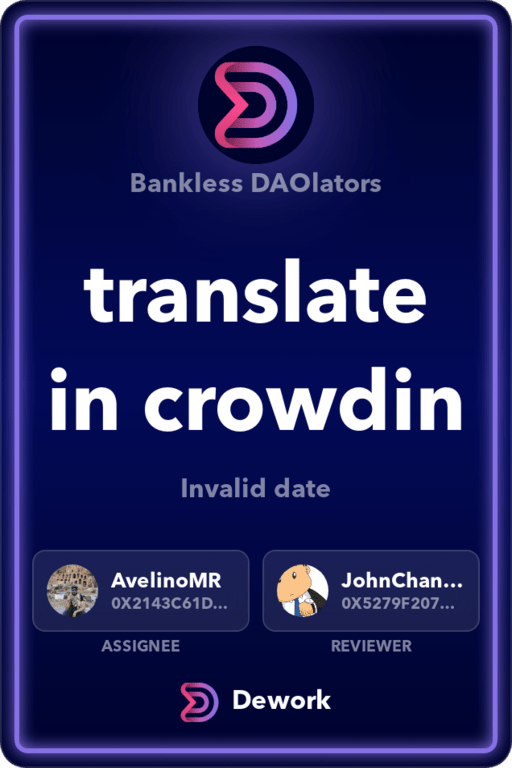 Bankless DAOlators
translate
in crowdin
Invalid date
AvelinoMR
0X2143C61D...
ASSIGNEE
JohnChan...
0X5279F207...
REVIEWER
Dework